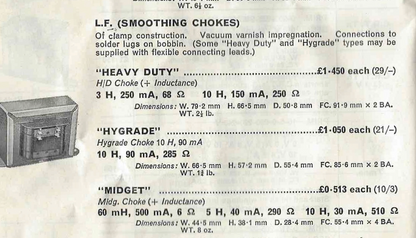 WT. 6½ oz.
L.F. (SMOOTHING CHOKES)
Of clamp construction. Vacuum varnish impregnation. Connections to
solder lugs on bobbin. (Some "Heavy Duty" and "Hygrade" types may be
supplied with flexible connecting leads.)
"HEAVY DUTY" ........................................£1·450 each (29/–)
H/D Choke (+ Inductance)
3 H, 250 mA, 68 Ω 10 H, 150 mA, 250 Ω
Dimensions: W. 79·2 mm H. 66·5 mm D. 50·8 mm FC. 91·9 mm × 2 BA.
WT. 2½ lb.
"HYGRADE" ...............................................£1·050 each (21/–)
Hygrade Choke 10 H, 90 mA
10 H, 90 mA, 285 Ω
Dimensions: W. 66·5 mm H. 57·2 mm D. 55·4 mm FC. 85·6 mm × 2 BA.
"MIDGET" .................................................£0·513 each (10/3)
Midg. Choke (+ Inductance)
60 mH, 500 mA, 6 Ω 5 H, 40 mA, 290 Ω 10 H, 30 mA, 510 Ω
Dimensions: W. 44·5 mm H. 38·1 mm D. 28·4 mm FC. 55·4 mm × 4 BA.
WT. 8 oz.